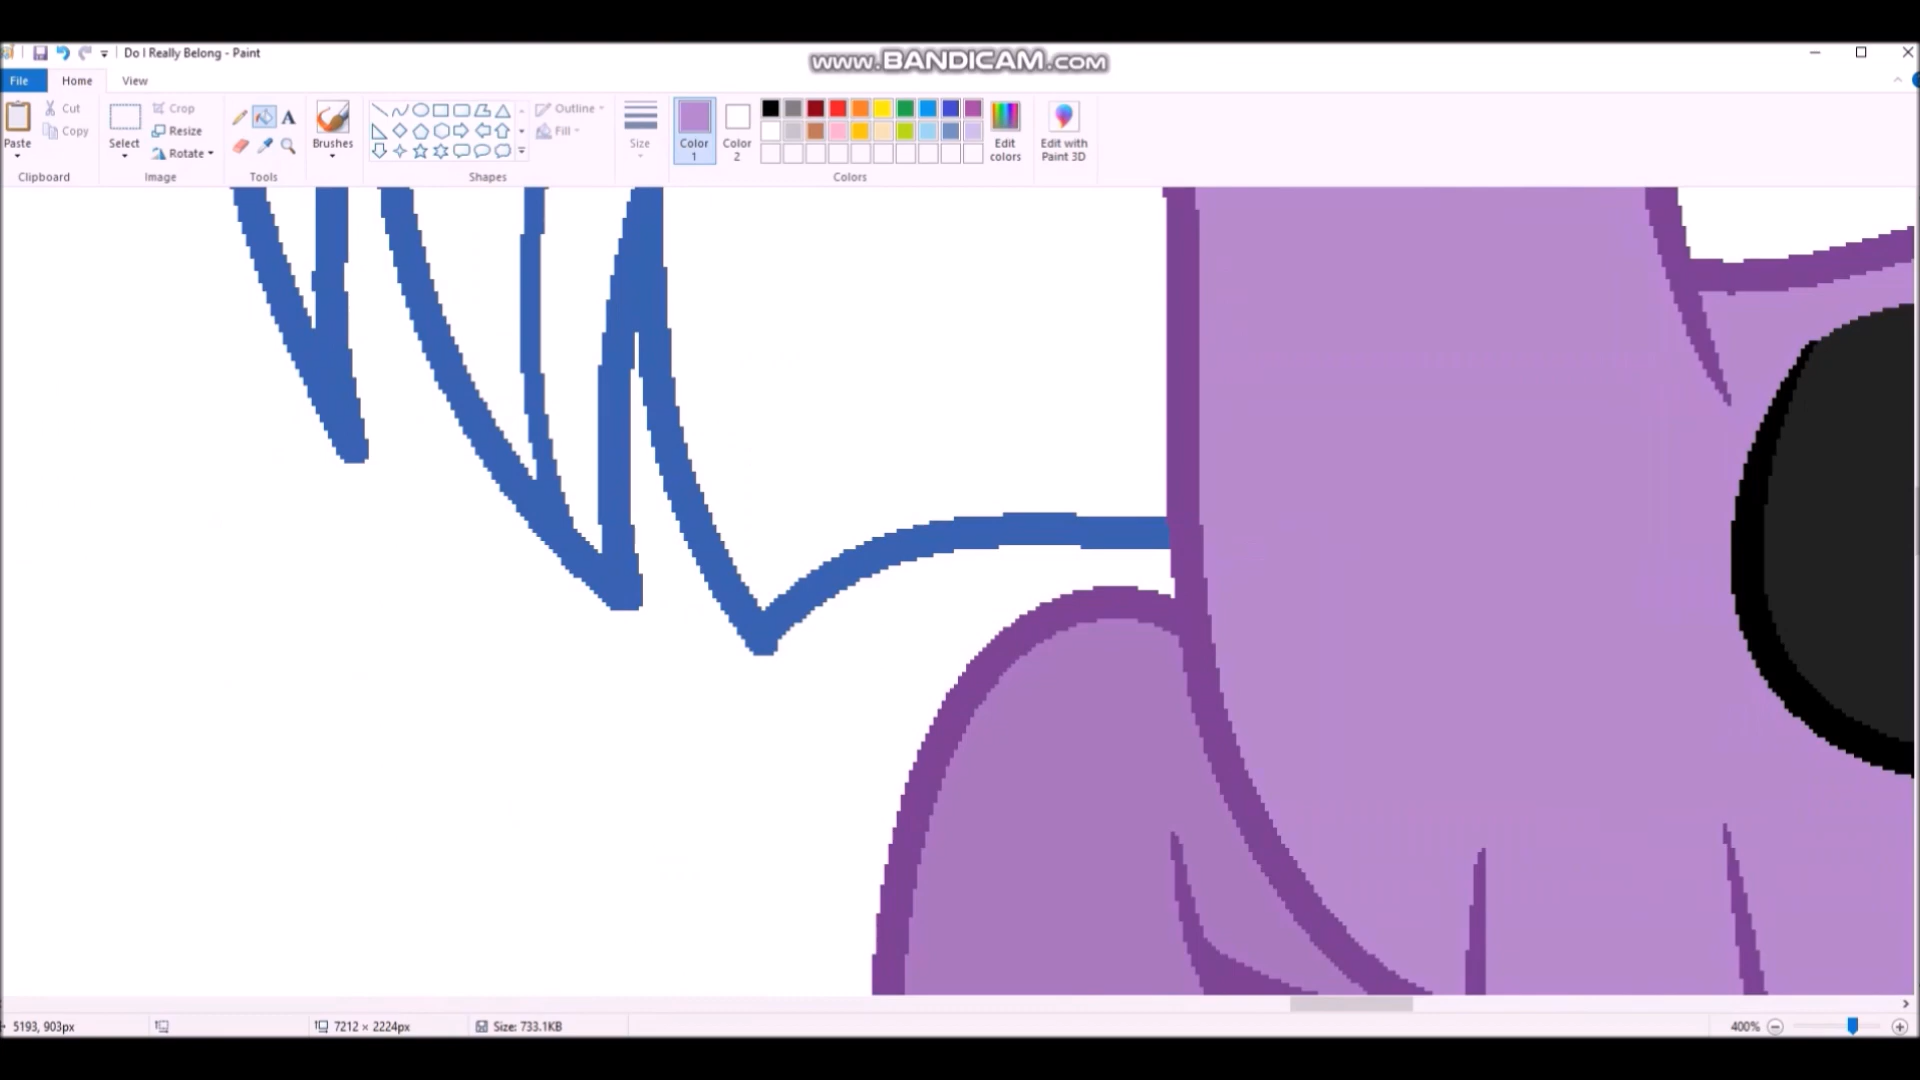 Do I Really Belong - Paint
www.BANDICAM.com
File Home View
Paste
Cut
Copy
Clipboard
Select
Crop
Resize
Rotate
Image
Tools
Brushes
Shapes
Outline
Fill
Size
Color 1
Color 2
Edit colors
Colors
Edit with Paint 3D
5193, 903px
7212 × 2224px
Size: 733.1KB
400%